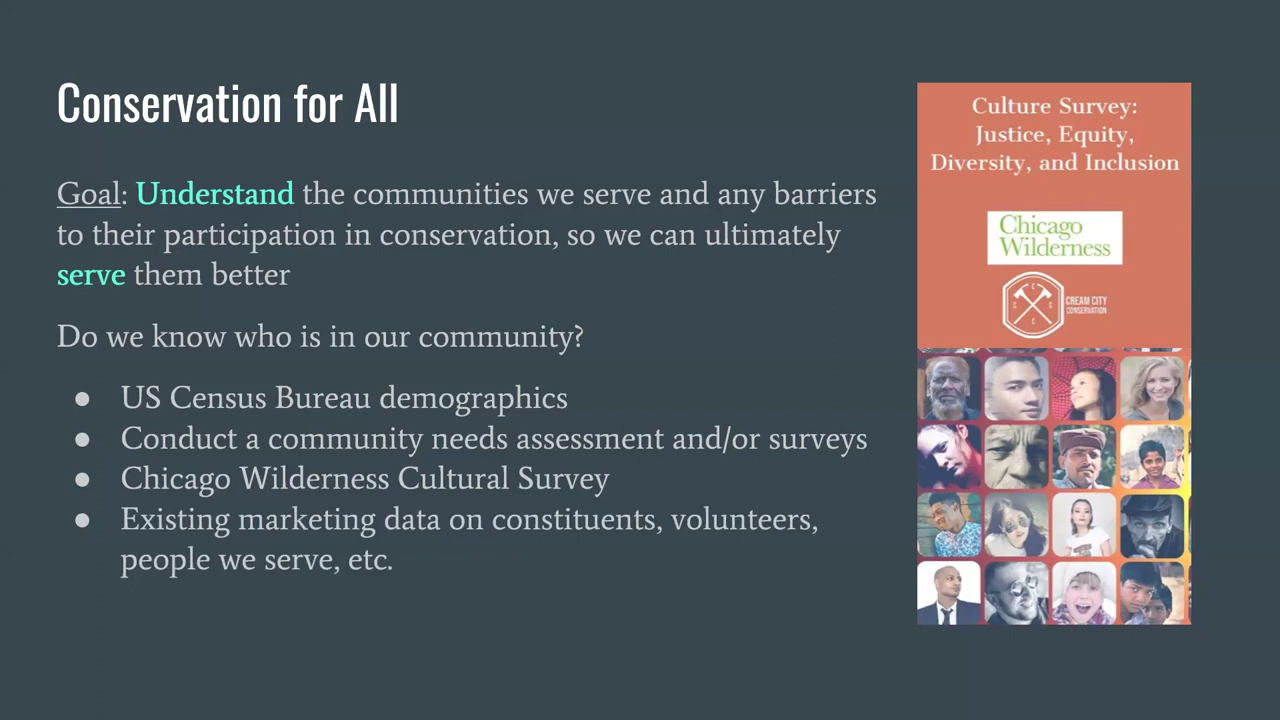 Conservation for All
Goal: Understand the communities we serve and any barriers
to their participation in conservation, so we can ultimately
serve them better
Do we know who is in our community?
● US Census Bureau demographics
● Conduct a community needs assessment and/or surveys
● Chicago Wilderness Cultural Survey
● Existing marketing data on constituents, volunteers,
people we serve, etc.
Culture Survey:
Justice, Equity,
Diversity, and Inclusion
Chicago
Wilderness
C
C C
C
CREAM CITY
CONSERVATION